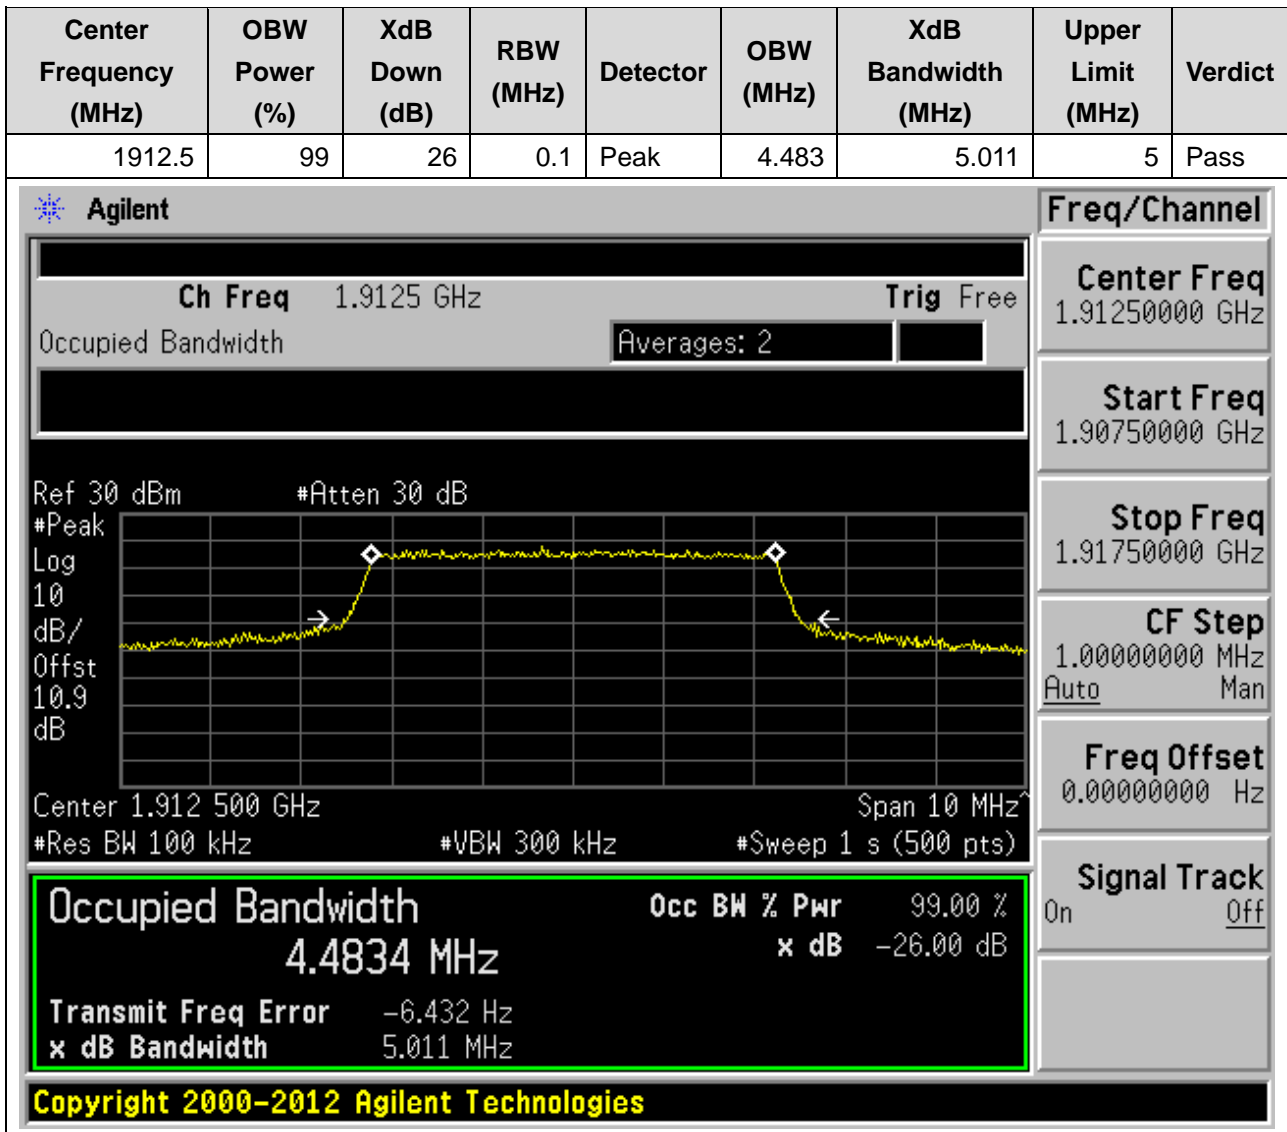 Center Frequency (MHz) OBW Power (%) XdB Down (dB) RBW (MHz) Detector OBW (MHz) XdB Bandwidth (MHz) Upper Limit (MHz) Verdict
1912.5 99 26 0.1 Peak 4.483 5.011 5 Pass
Agilent
Freq/Channel
Ch Freq 1.9125 GHz Trig Free
Occupied Bandwidth Averages: 2
Center Freq
1.91250000 GHz
Start Freq
1.90750000 GHz
Stop Freq
1.91750000 GHz
CF Step
1.00000000 MHz
Auto Man
Freq Offset
0.00000000 Hz
Signal Track
On Off
Ref 30 dBm #Atten 30 dB
#Peak
Log
10
dB/
Offst
10.9
dB
Center 1.912 500 GHz Span 10 MHz^
#Res BW 100 kHz #VBW 300 kHz #Sweep 1 s (500 pts)
Occupied Bandwidth
4.4834 MHz
Occ BW % Pwr 99.00 %
x dB -26.00 dB
Transmit Freq Error -6.432 Hz
x dB Bandwidth 5.011 MHz
Copyright 2000-2012 Agilent Technologies